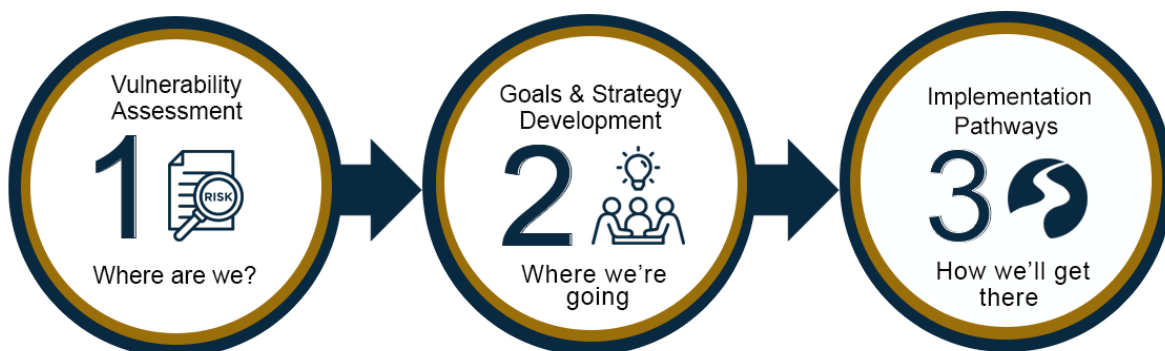 Vulnerability
Assessment
1
RISK
Where are we?
Goals & Strategy
Development
2
Where we're
going
Implementation
Pathways
3
How we'll get
there